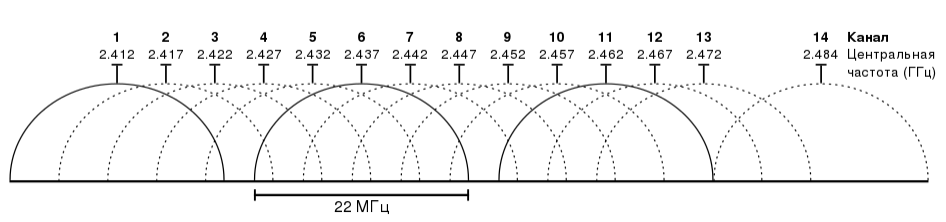 1 2 3 4 5 6 7 8 9 10 11 12 13 14 Канал
2.412 2.417 2.422 2.427 2.432 2.437 2.442 2.447 2.452 2.457 2.462 2.467 2.472 2.484 Центральная
частота (ГГц)
22 МГц